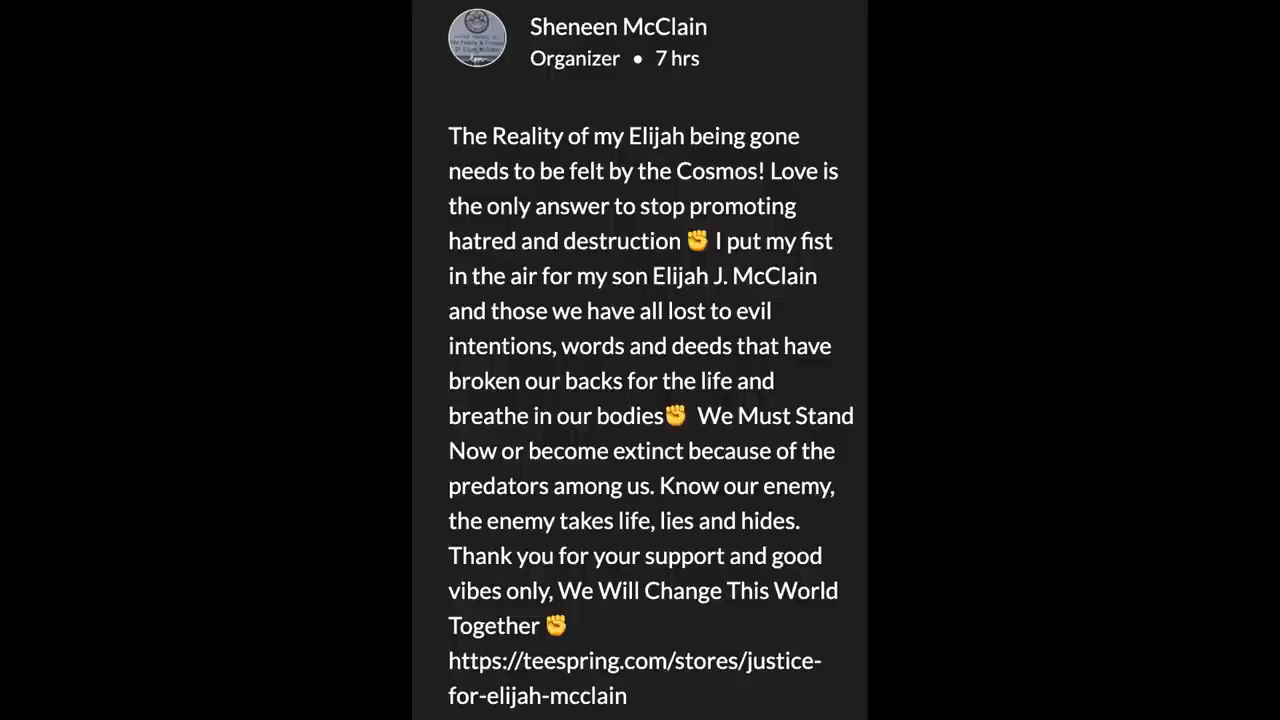 Sheneen McClain
Organizer • 7 hrs
The Reality of my Elijah being gone
needs to be felt by the Cosmos! Love is
the only answer to stop promoting
hatred and destruction ✊ I put my fist
in the air for my son Elijah J. McClain
and those we have all lost to evil
intentions, words and deeds that have
broken our backs for the life and
breathe in our bodies✊ We Must Stand
Now or become extinct because of the
predators among us. Know our enemy,
the enemy takes life, lies and hides.
Thank you for your support and good
vibes only, We Will Change This World
Together ✊
https://teespring.com/stores/justice-
for-elijah-mcclain